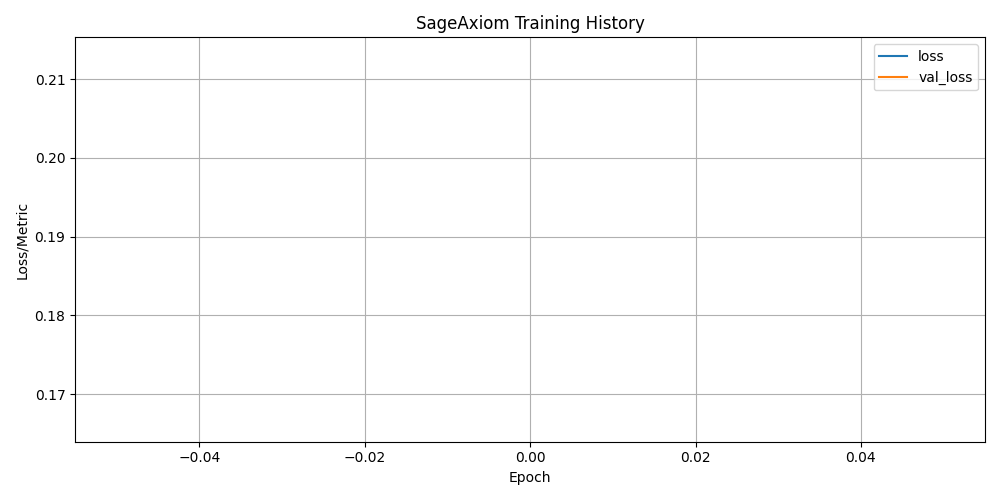 SageAxiom Training History
loss
val_loss
0.21
0.20
0.19
0.18
0.17
Loss/Metric
−0.04
−0.02
0.00
0.02
0.04
Epoch